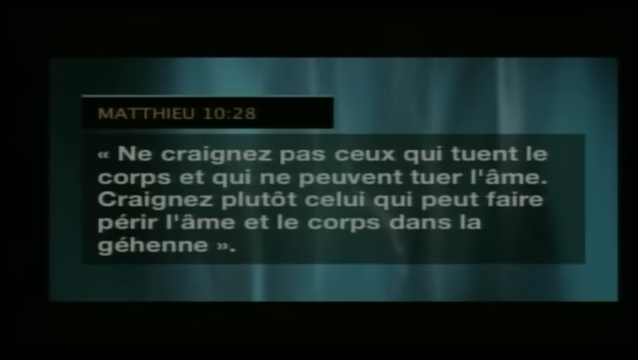 MATTHIEU 10:28
« Ne craignez pas ceux qui tuent le
corps et qui ne peuvent tuer l'âme.
Craignez plutôt celui qui peut faire
périr l'âme et le corps dans la
géhenne ».